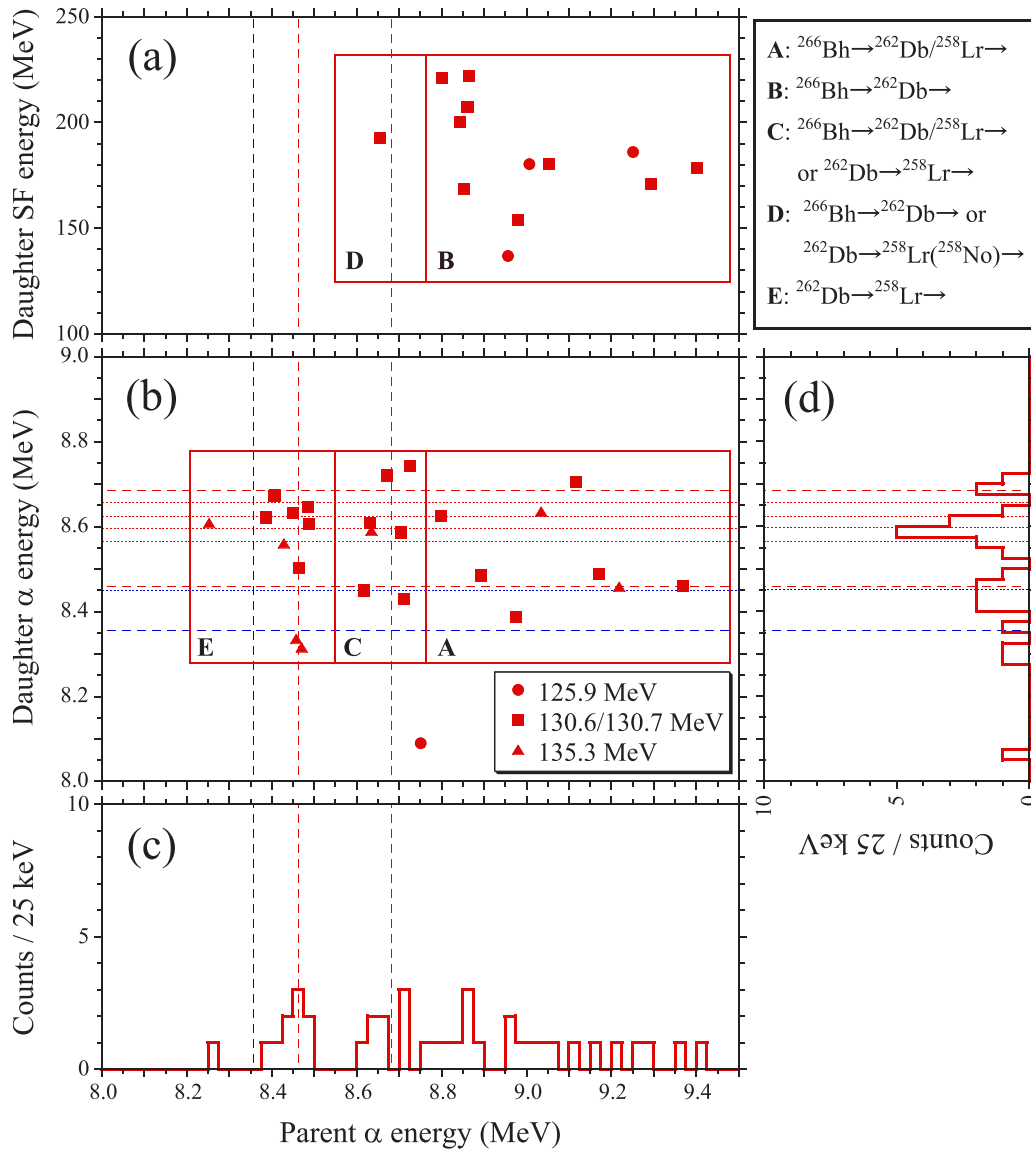 250
200
150
100
Daughter SF energy (MeV)
(a)
D
B
A: ²⁶⁶Bh→²⁶²Db/²⁵⁸Lr→
B: ²⁶⁶Bh→²⁶²Db→
C: ²⁶⁶Bh→²⁶²Db/²⁵⁸Lr→
or ²⁶²Db→²⁵⁸Lr→
D: ²⁶⁶Bh→²⁶²Db→ or
²⁶²Db→²⁵⁸Lr(²⁵⁸No)→
E: ²⁶²Db→²⁵⁸Lr→
9.0
8.8
8.6
8.4
8.2
8.0
Daughter α energy (MeV)
(b)
E
C
A
125.9 MeV
130.6/130.7 MeV
135.3 MeV
(d)
10
5
0
Counts / 25 keV
10
5
0
Counts / 25 keV
(c)
8.0
8.2
8.4
8.6
8.8
9.0
9.2
9.4
Parent α energy (MeV)